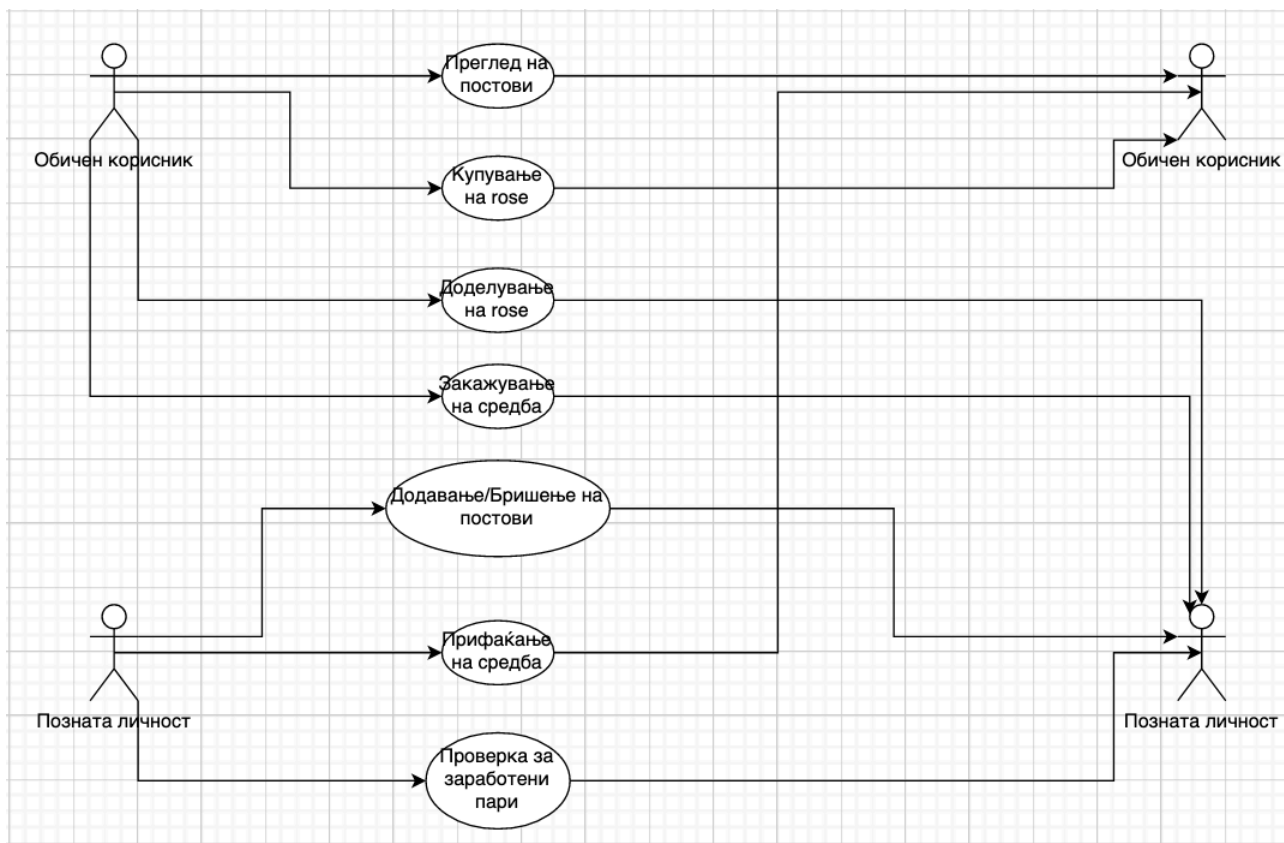 Преглед на
постови
Обичен корисник
Обичен корисник
Купување
на rose
Доделување
на rose
Закажување
на средба
Додавање/Бришење на
постови
Прифаќање
на средба
Позната личност
Позната личност
Проверка за
заработени
пари